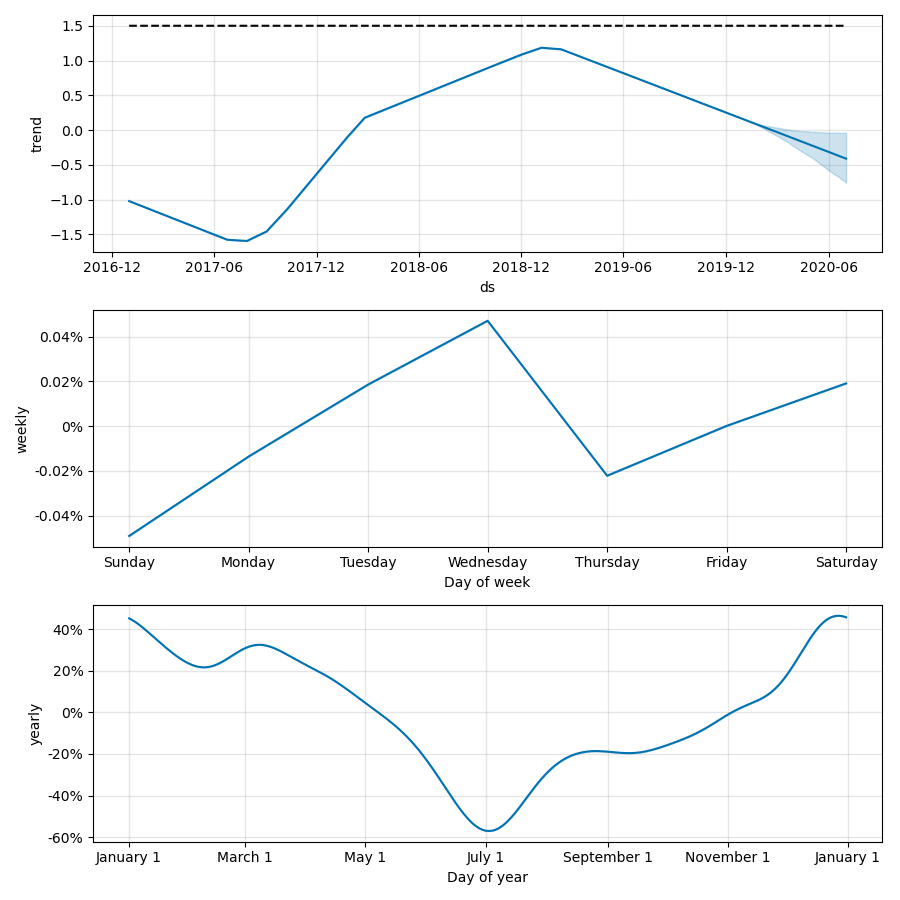 1.5
1.0
0.5
0.0
−0.5
−1.0
−1.5
trend
2016-12 2017-06 2017-12 2018-06 2018-12 2019-06 2019-12 2020-06
ds
0.04%
0.02%
0%
-0.02%
-0.04%
weekly
Sunday Monday Tuesday Wednesday Thursday Friday Saturday
Day of week
40%
20%
0%
-20%
-40%
-60%
yearly
January 1 March 1 May 1 July 1 September 1 November 1 January 1
Day of year